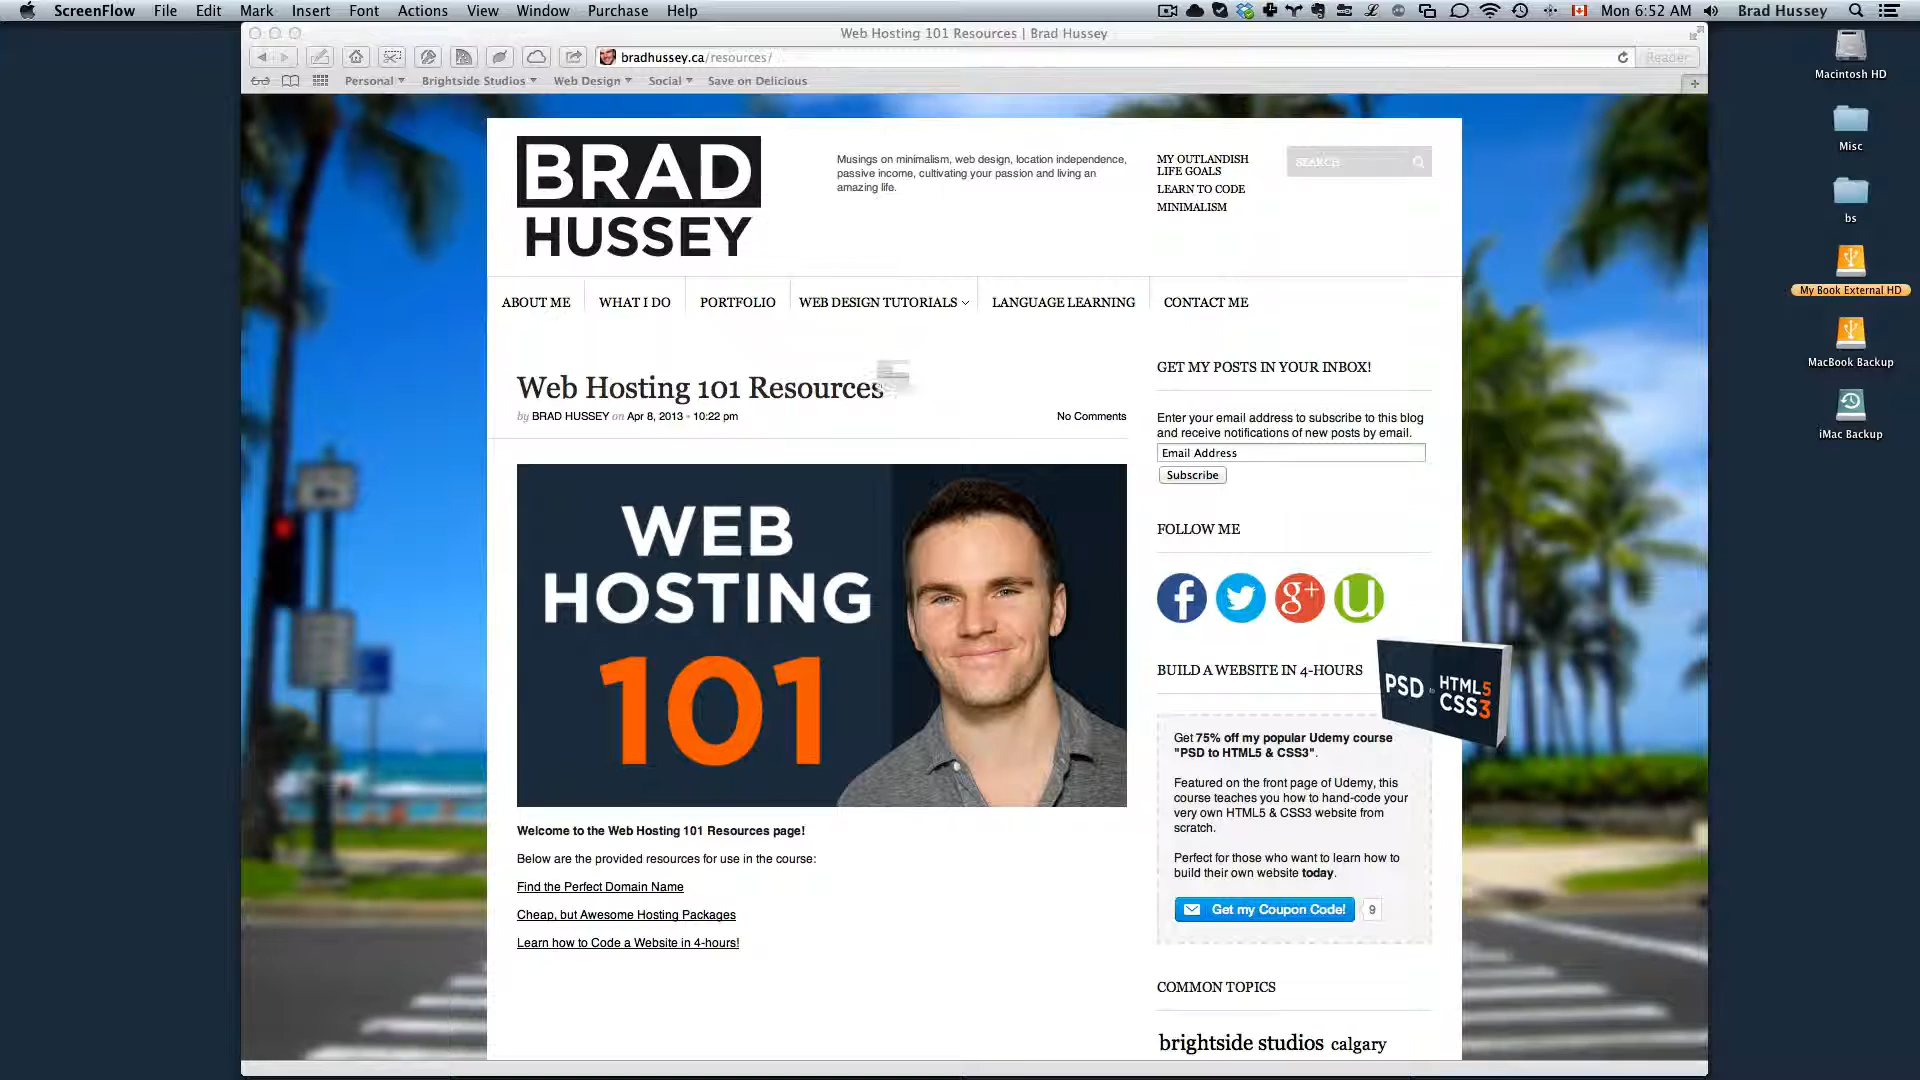 ScreenFlow File Edit Mark Insert Font Actions View Window Purchase Help
Mon 6:52 AM Brad Hussey
Web Hosting 101 Resources | Brad Hussey
bradhussey.ca/resources/
Reader
Personal Brightside Studios Web Design Social Save on Delicious
BRAD
HUSSEY
Musings on minimalism, web design, location independence,
passive income, cultivating your passion and living an
amazing life.
MY OUTLANDISH
LIFE GOALS
LEARN TO CODE
MINIMALISM
SEARCH
ABOUT ME WHAT I DO PORTFOLIO WEB DESIGN TUTORIALS LANGUAGE LEARNING CONTACT ME
Web Hosting 101 Resources
by BRAD HUSSEY on Apr 8, 2013 • 10:22 pm
No Comments
WEB
HOSTING
101
Welcome to the Web Hosting 101 Resources page!
Below are the provided resources for use in the course:
Find the Perfect Domain Name
Cheap, but Awesome Hosting Packages
Learn how to Code a Website in 4-hours!
GET MY POSTS IN YOUR INBOX!
Enter your email address to subscribe to this blog
and receive notifications of new posts by email.
Email Address
Subscribe
FOLLOW ME
f
g+
u
BUILD A WEBSITE IN 4-HOURS
PSD to HTML5
CSS3
Get 75% off my popular Udemy course
"PSD to HTML5 & CSS3".
Featured on the front page of Udemy, this
course teaches you how to hand-code your
very own HTML5 & CSS3 website from
scratch.
Perfect for those who want to learn how to
build their own website today.
Get my Coupon Code! 9
COMMON TOPICS
brightside studios calgary
Macintosh HD
Misc
bs
My Book External HD
MacBook Backup
iMac Backup